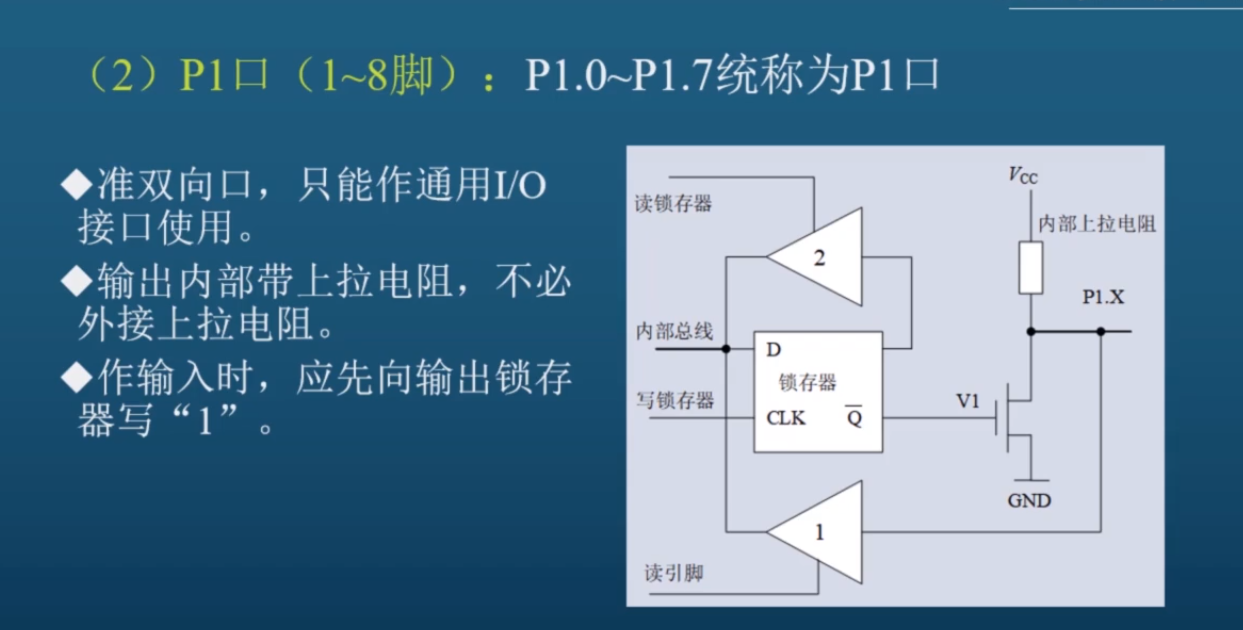 （2）P1口（1~8脚）：P1.0~P1.7统称为P1口
◆准双向口，只能作通用I/O
接口使用。
◆输出内部带上拉电阻，不必
外接上拉电阻。
◆作输入时，应先向输出锁存
器写“1”。
VCC
读锁存器
内部上拉电阻
2
P1.X
内部总线
D
锁存器
写锁存器
CLK
Q̅
V1
GND
1
读引脚